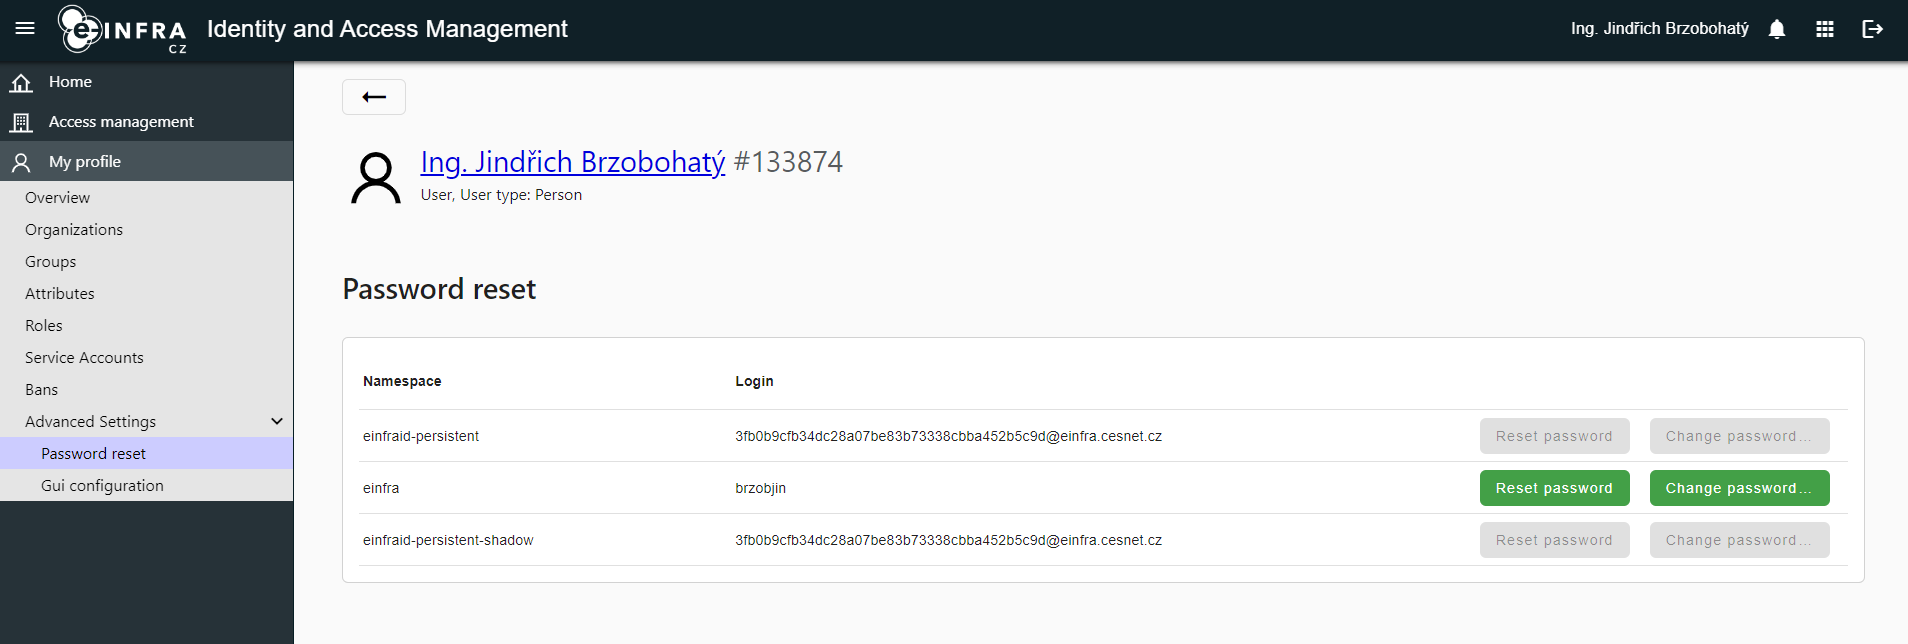 e-INFRA CZ Identity and Access Management Ing. Jindřich Brzobohatý
Home
Access management
My profile
Overview
Organizations
Groups
Attributes
Roles
Service Accounts
Bans
Advanced Settings
Password reset
Gui configuration
Ing. Jindřich Brzobohatý #133874
User, User type: Person
Password reset
Namespace Login
einfraid-persistent 3fb0b9cfb34dc28a07be83b73338cbba452b5c9d@einfra.cesnet.cz Reset password Change password...
einfra brzobjin Reset password Change password...
einfraid-persistent-shadow 3fb0b9cfb34dc28a07be83b73338cbba452b5c9d@einfra.cesnet.cz Reset password Change password...